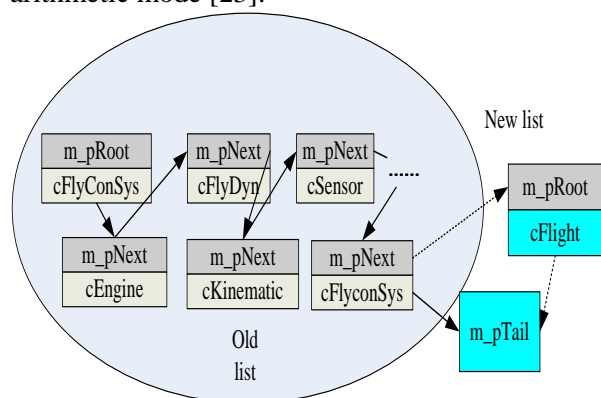 arithmetic mode [23].
New list
m_pRoot
cFlyConSys
m_pNext
cFlyDyn
m_pNext
cSensor
......
m_pRoot
cFlight
m_pNext
cEngine
m_pNext
cKinematic
m_pNext
cFlyconSys
m_pTail
Old
list